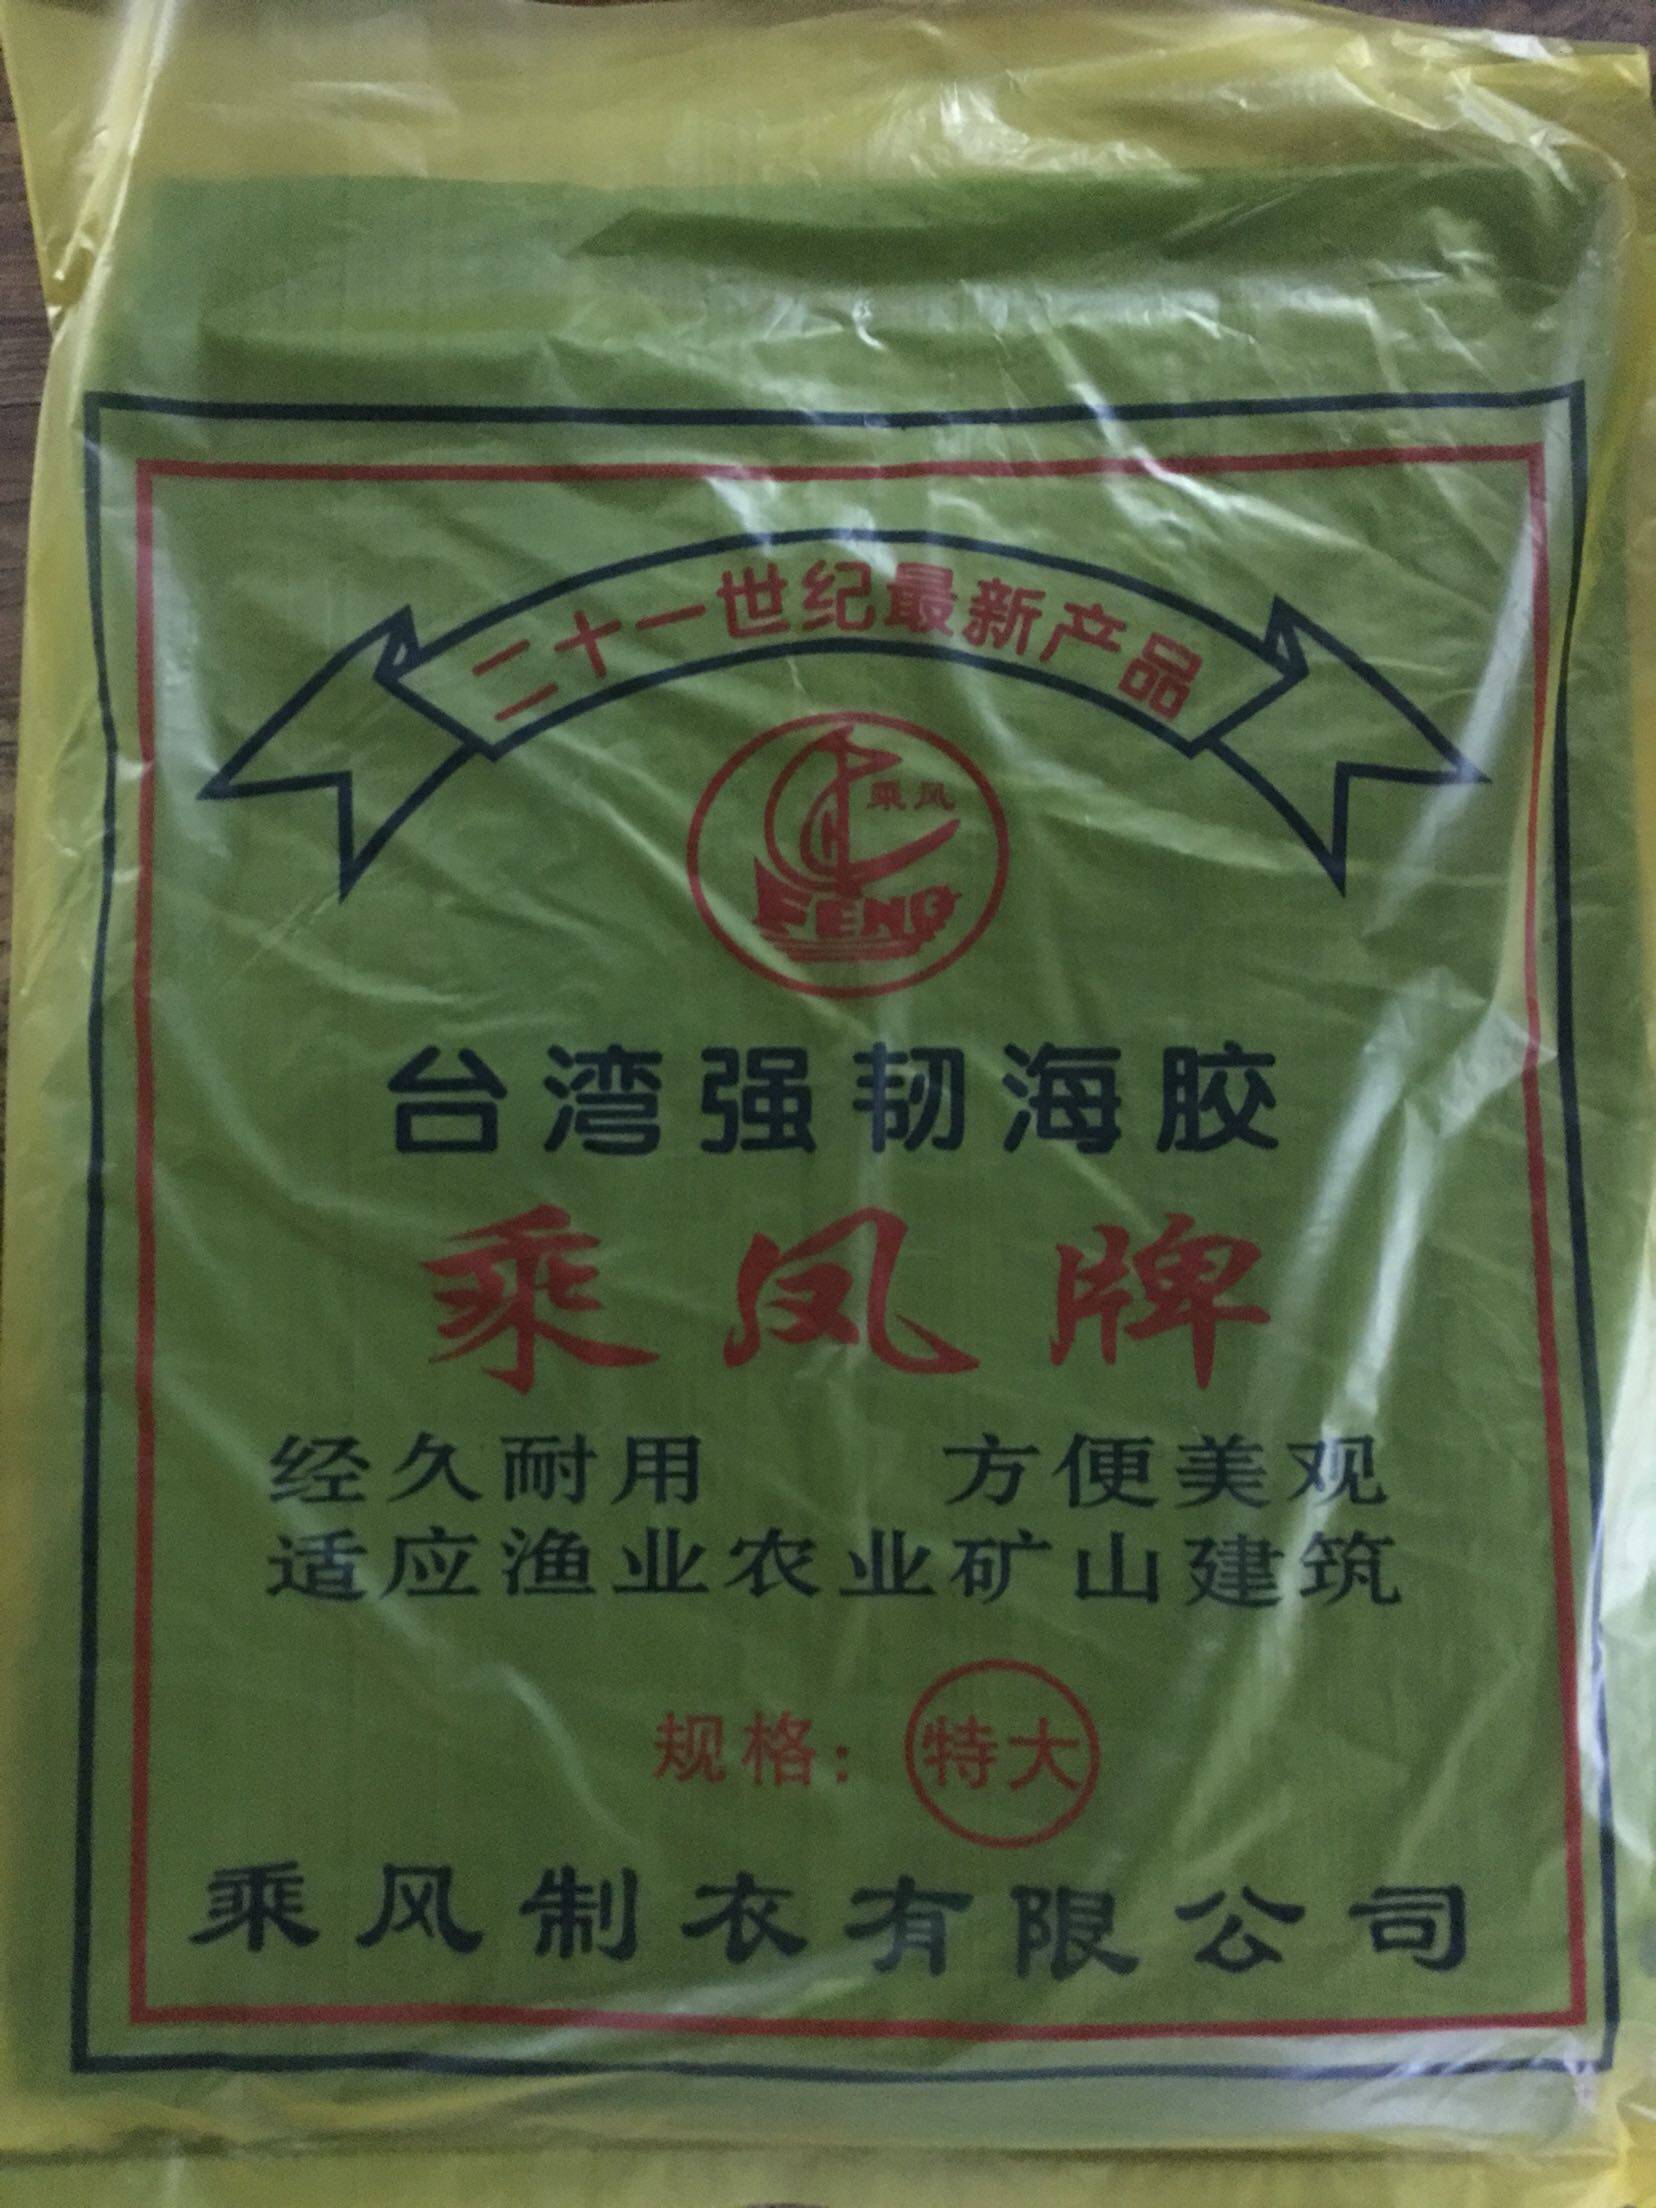 二十一世纪最新产品
乘风
FENG
台湾强韧海胶
乘风牌
经久耐用 方便美观
适应渔业农业矿山建筑
规格：特大
乘风制衣有限公司